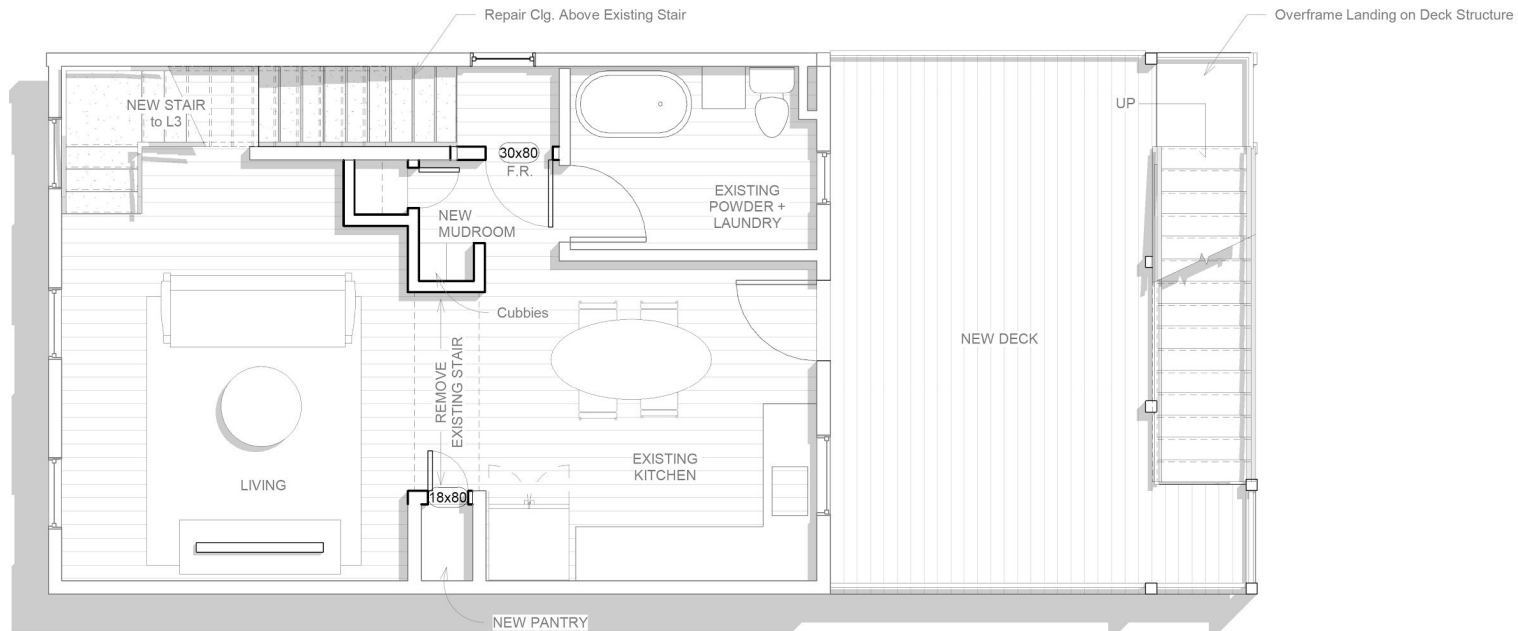 Repair Clg. Above Existing Stair
Overframe Landing on Deck Structure
NEW STAIR
to L3
UP
30x80
F.R.
EXISTING
POWDER +
LAUNDRY
NEW
MUDROOM
Cubbies
REMOVE
EXISTING STAIR
NEW DECK
EXISTING
KITCHEN
LIVING
18x80
NEW PANTRY